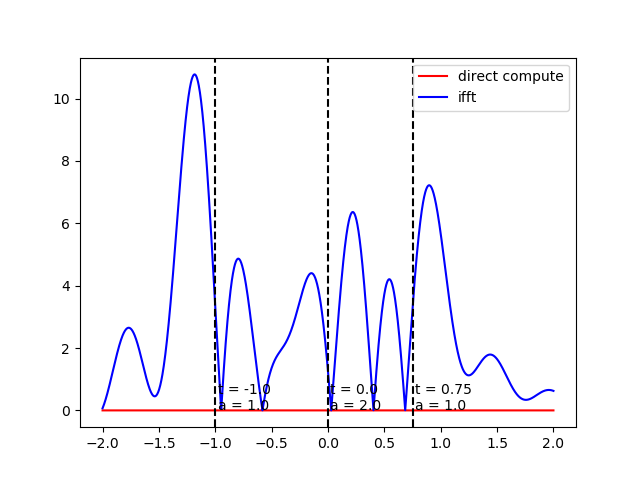 direct compute
ifft
10
8
6
4
2
0
t = -1.0
a = 1.0
t = 0.0
a = 2.0
t = 0.75
a = 1.0
−2.0 −1.5 −1.0 −0.5 0.0 0.5 1.0 1.5 2.0